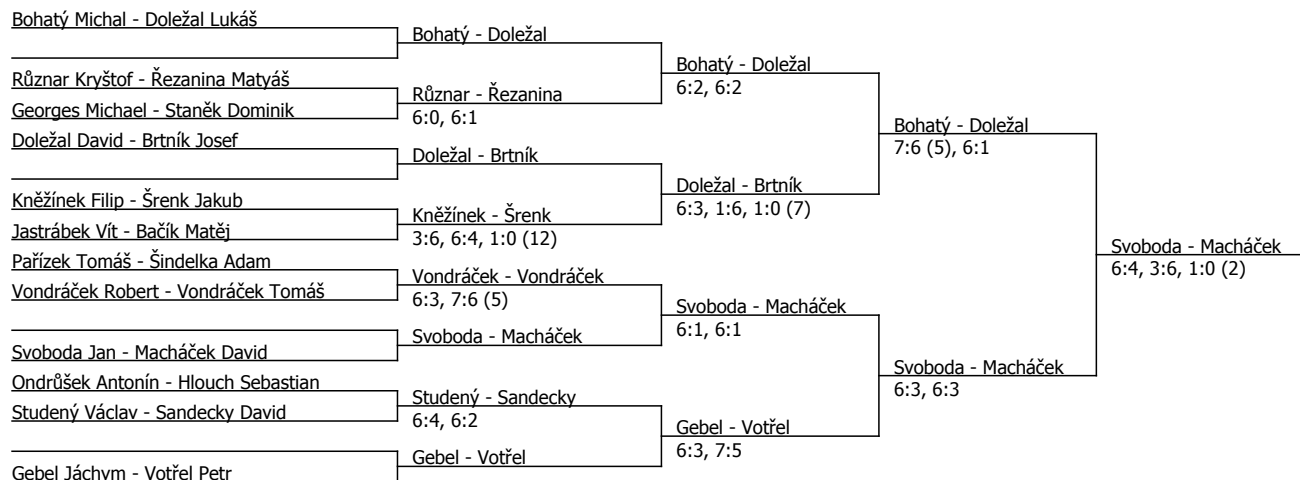 Bohatý Michal - Doležal Lukáš
Bohatý - Doležal
Bohatý - Doležal
6:2, 6:2
Různar Kryštof - Řezanina Matyáš
Různar - Řezanina
6:0, 6:1
Georges Michael - Staněk Dominik
Bohatý - Doležal
7:6 (5), 6:1
Doležal David - Brtník Josef
Doležal - Brtník
Doležal - Brtník
6:3, 1:6, 1:0 (7)
Kněžínek Filip - Šrenk Jakub
Kněžínek - Šrenk
3:6, 6:4, 1:0 (12)
Jastrábek Vít - Bačík Matěj
Svoboda - Macháček
6:4, 3:6, 1:0 (2)
Pařízek Tomáš - Šindelka Adam
Vondráček - Vondráček
6:3, 7:6 (5)
Vondráček Robert - Vondráček Tomáš
Svoboda - Macháček
6:1, 6:1
Svoboda - Macháček
Svoboda Jan - Macháček David
Svoboda - Macháček
6:3, 6:3
Ondrůšek Antonín - Hlouch Sebastian
Studený - Sandecky
6:4, 6:2
Studený Václav - Sandecky David
Gebel - Votřel
6:3, 7:5
Gebel - Votřel
Gebel Jáchym - Votřel Petr